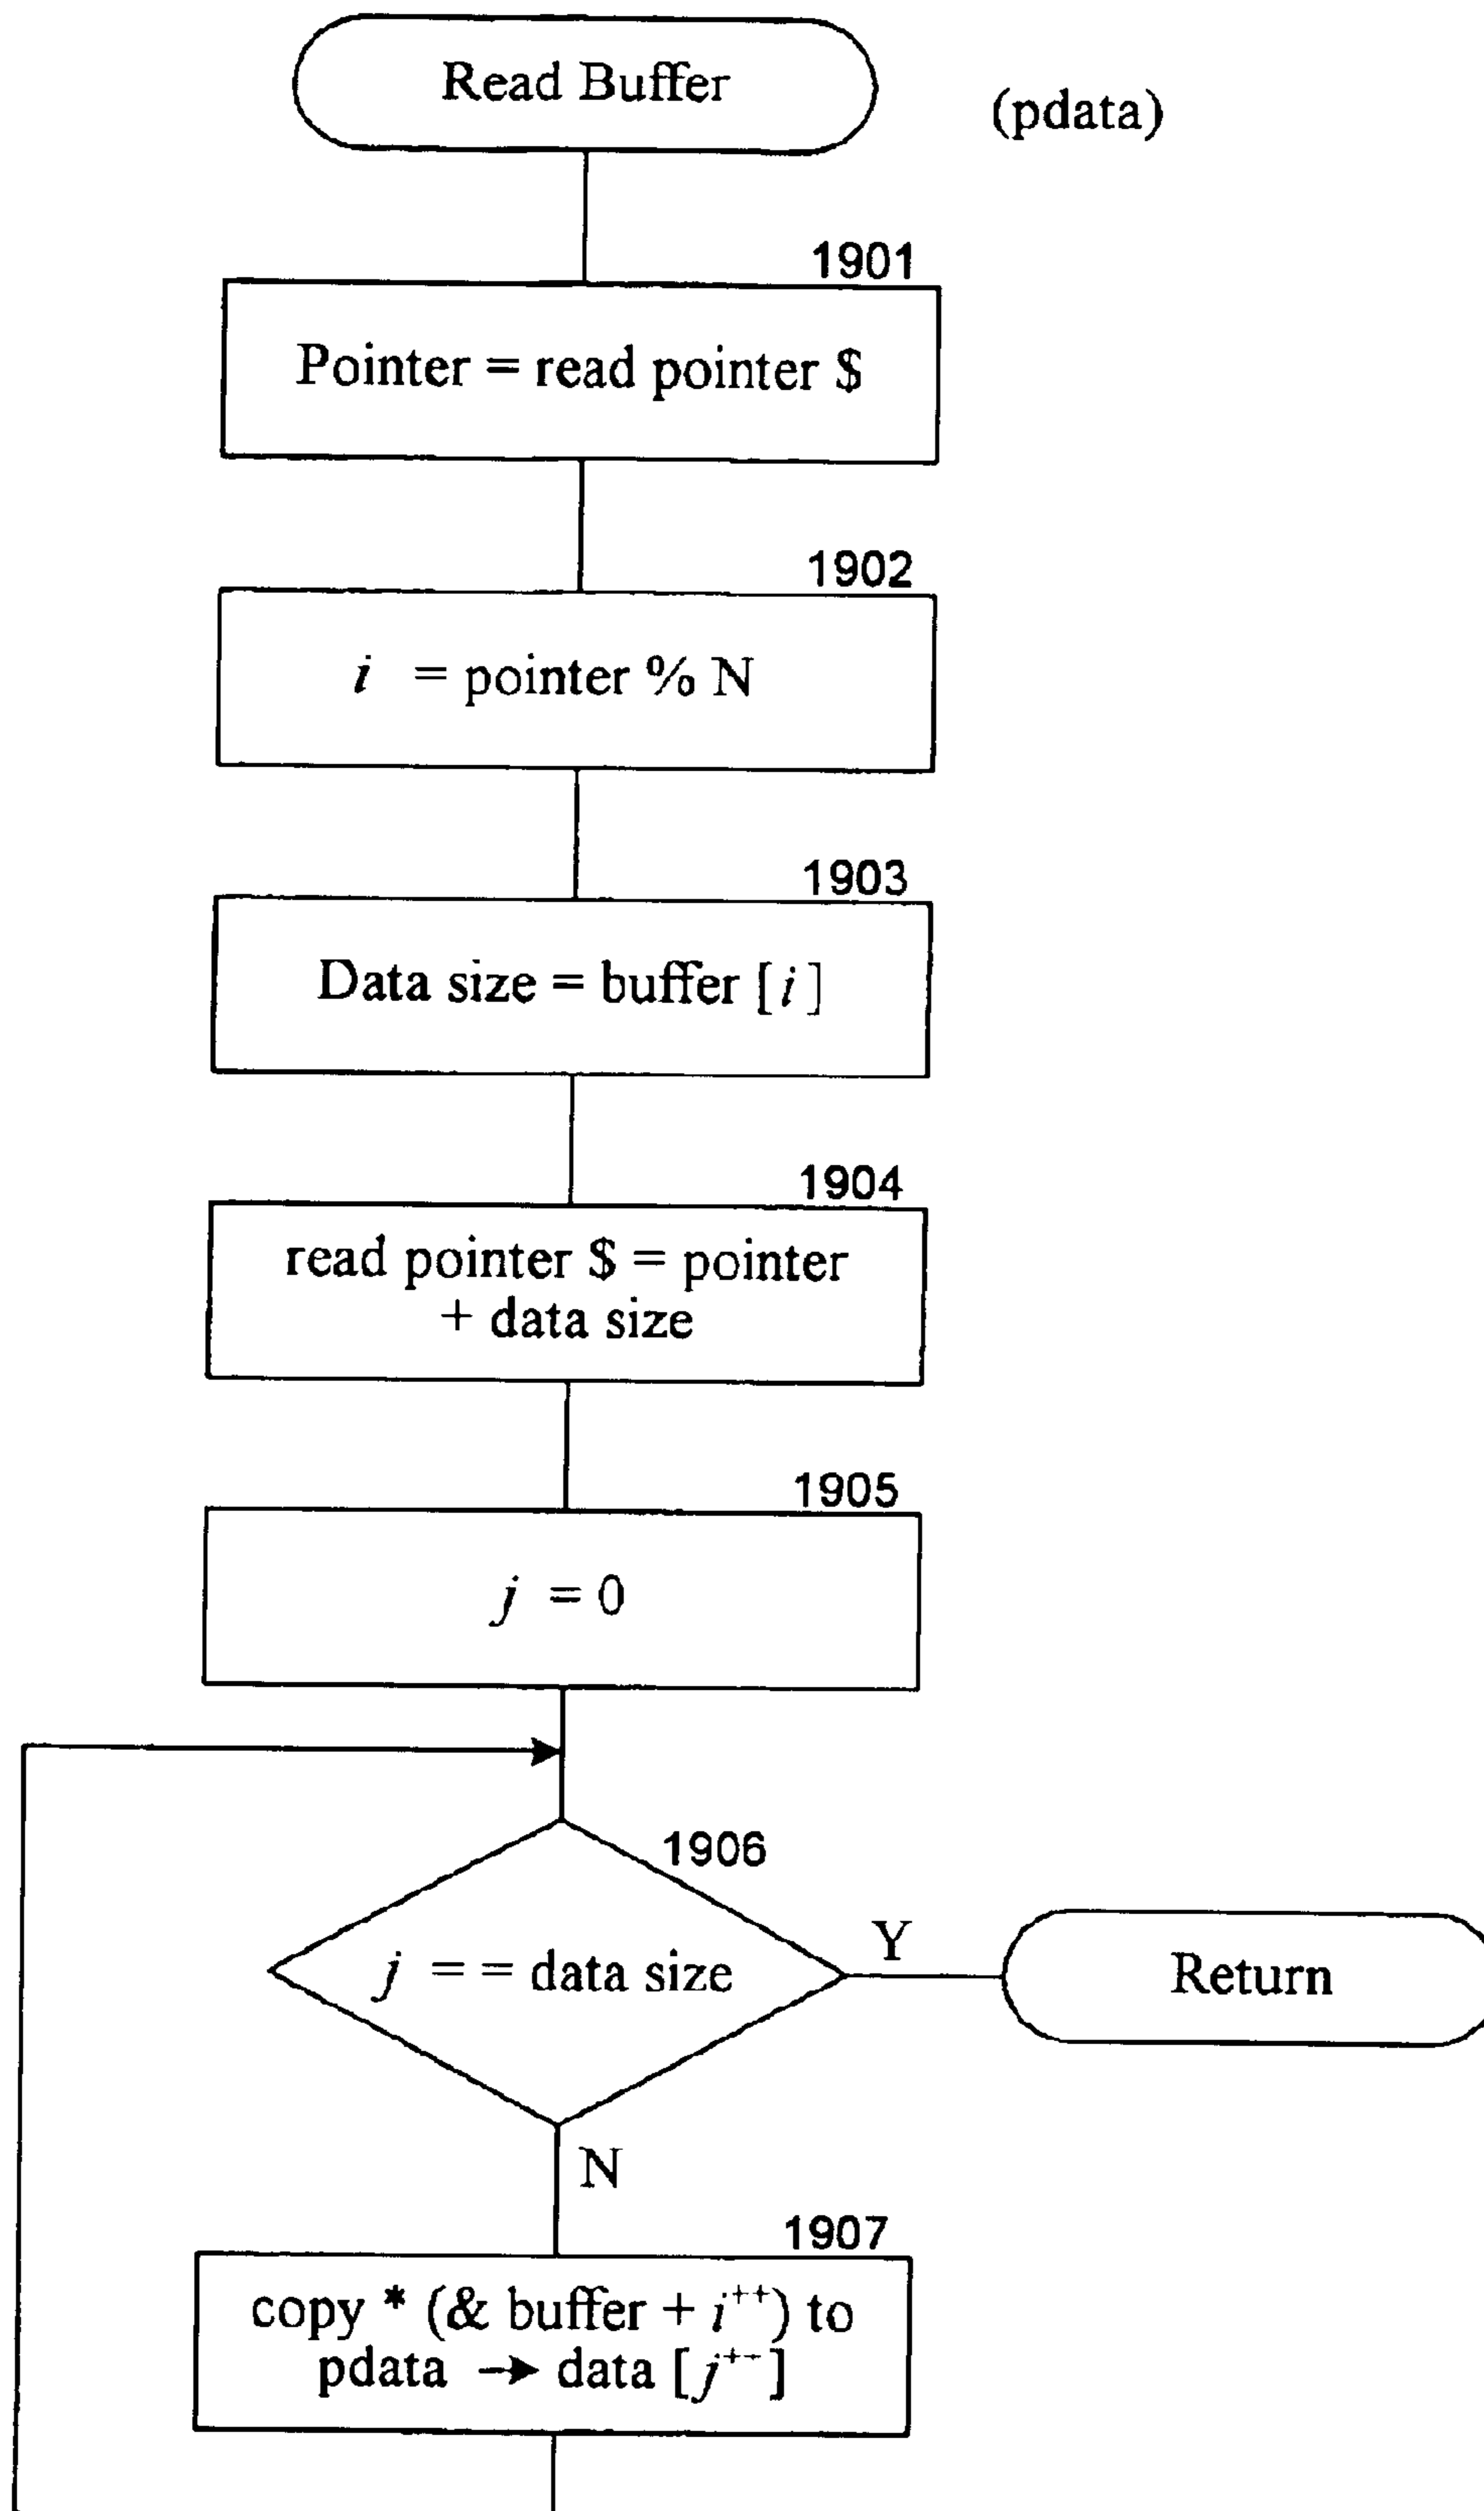 Read Buffer
(pdata)
1901
Pointer = read pointer $
1902
i = pointer % N
1903
Data size = buffer [i]
1904
read pointer $ = pointer
+ data size
1905
j = 0
1906
j = = data size
Y
Return
N
1907
copy * (& buffer + i++) to
pdata → data [j++]